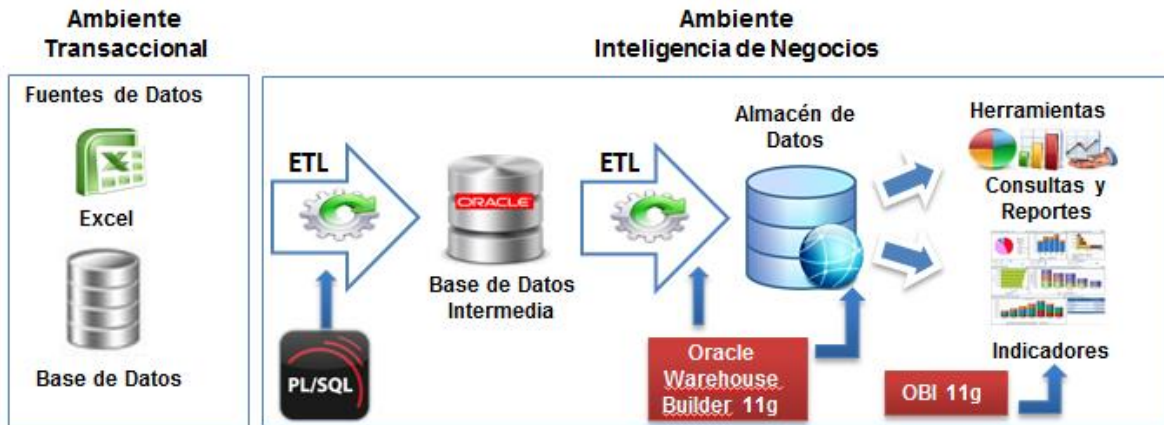 Ambiente
Transaccional
Ambiente
Inteligencia de Negocios
Fuentes de Datos
Excel
Base de Datos
ETL
PL/SQL
ORACLE
Base de Datos
Intermedia
ETL
Almacén de
Datos
Oracle
Warehouse
Builder 11g
Herramientas
Consultas y
Reportes
Indicadores
OBI 11g